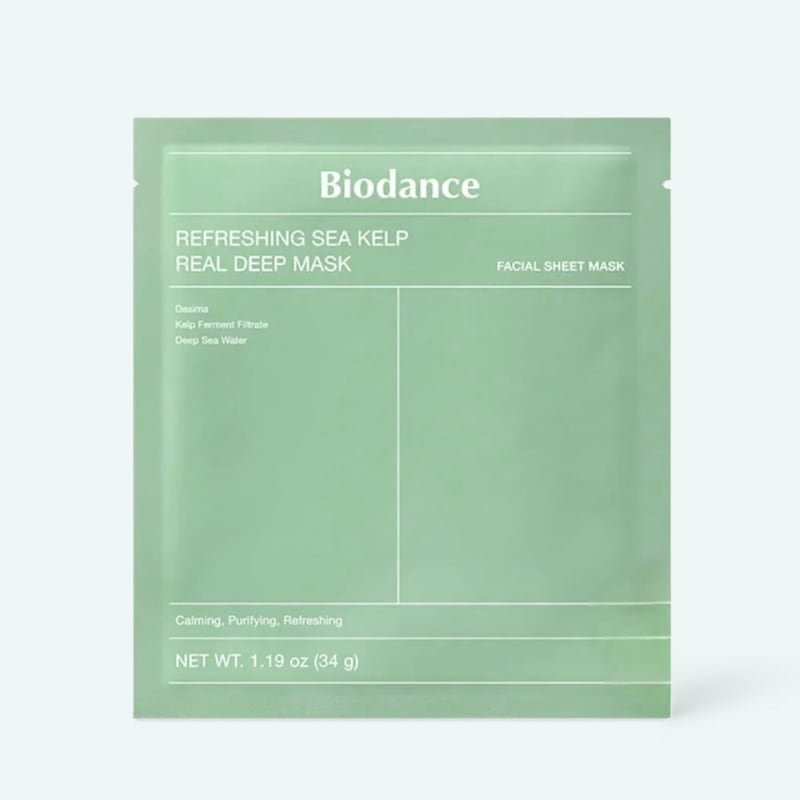 Biodance
REFRESHING SEA KELP
REAL DEEP MASK
FACIAL SHEET MASK
Dasima
Kelp Ferment Filtrate
Deep Sea Water
Calming, Purifying, Refreshing
NET WT. 1.19 oz (34 g)